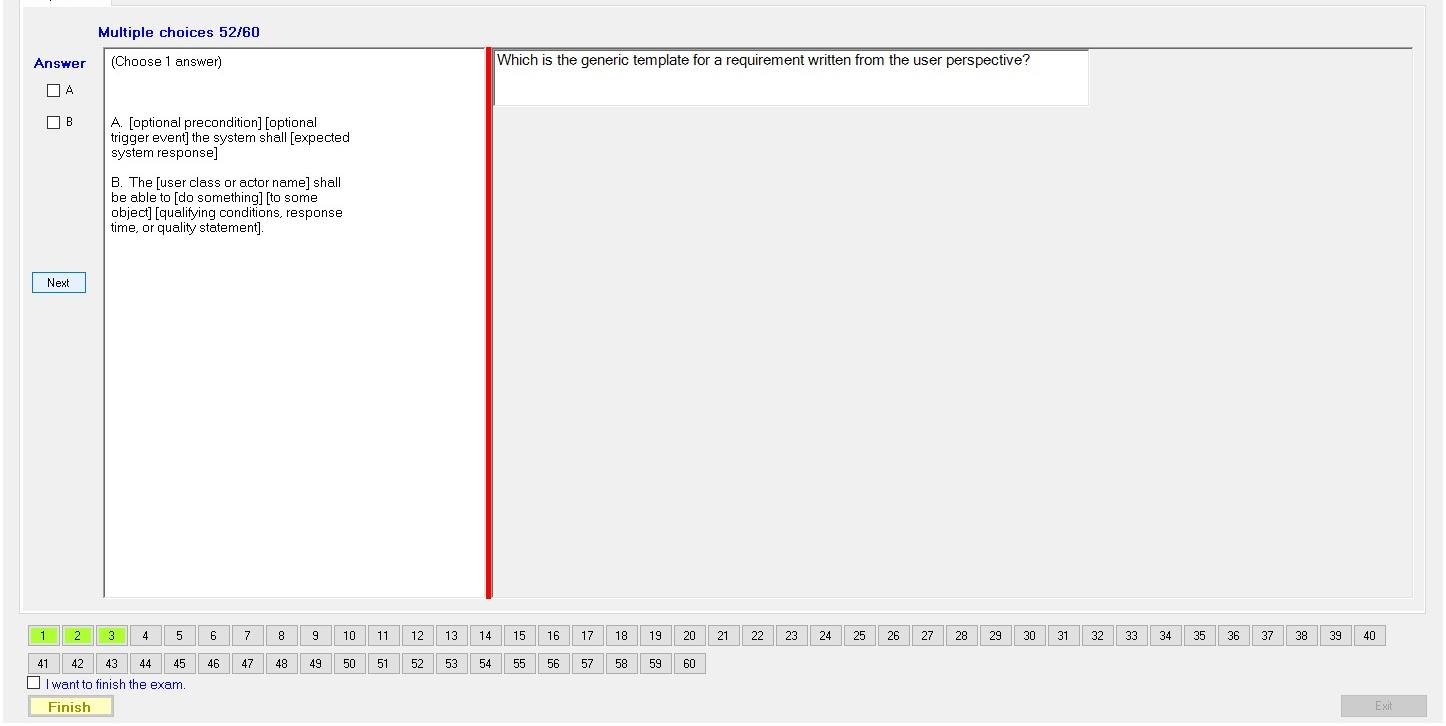 Multiple choices 52/60
Answer
A
B
Next
(Choose 1 answer)
A. [optional precondition] [optional
trigger event] the system shall [expected
system response]
B. The [user class or actor name] shall
be able to [do something] [to some
object] [qualifying conditions, response
time, or quality statement].
Which is the generic template for a requirement written from the user perspective?
1 2 3 4 5 6 7 8 9 10 11 12 13 14 15 16 17 18 19 20 21 22 23 24 25 26 27 28 29 30 31 32 33 34 35 36 37 38 39 40
41 42 43 44 45 46 47 48 49 50 51 52 53 54 55 56 57 58 59 60
I want to finish the exam.
Finish
Exit